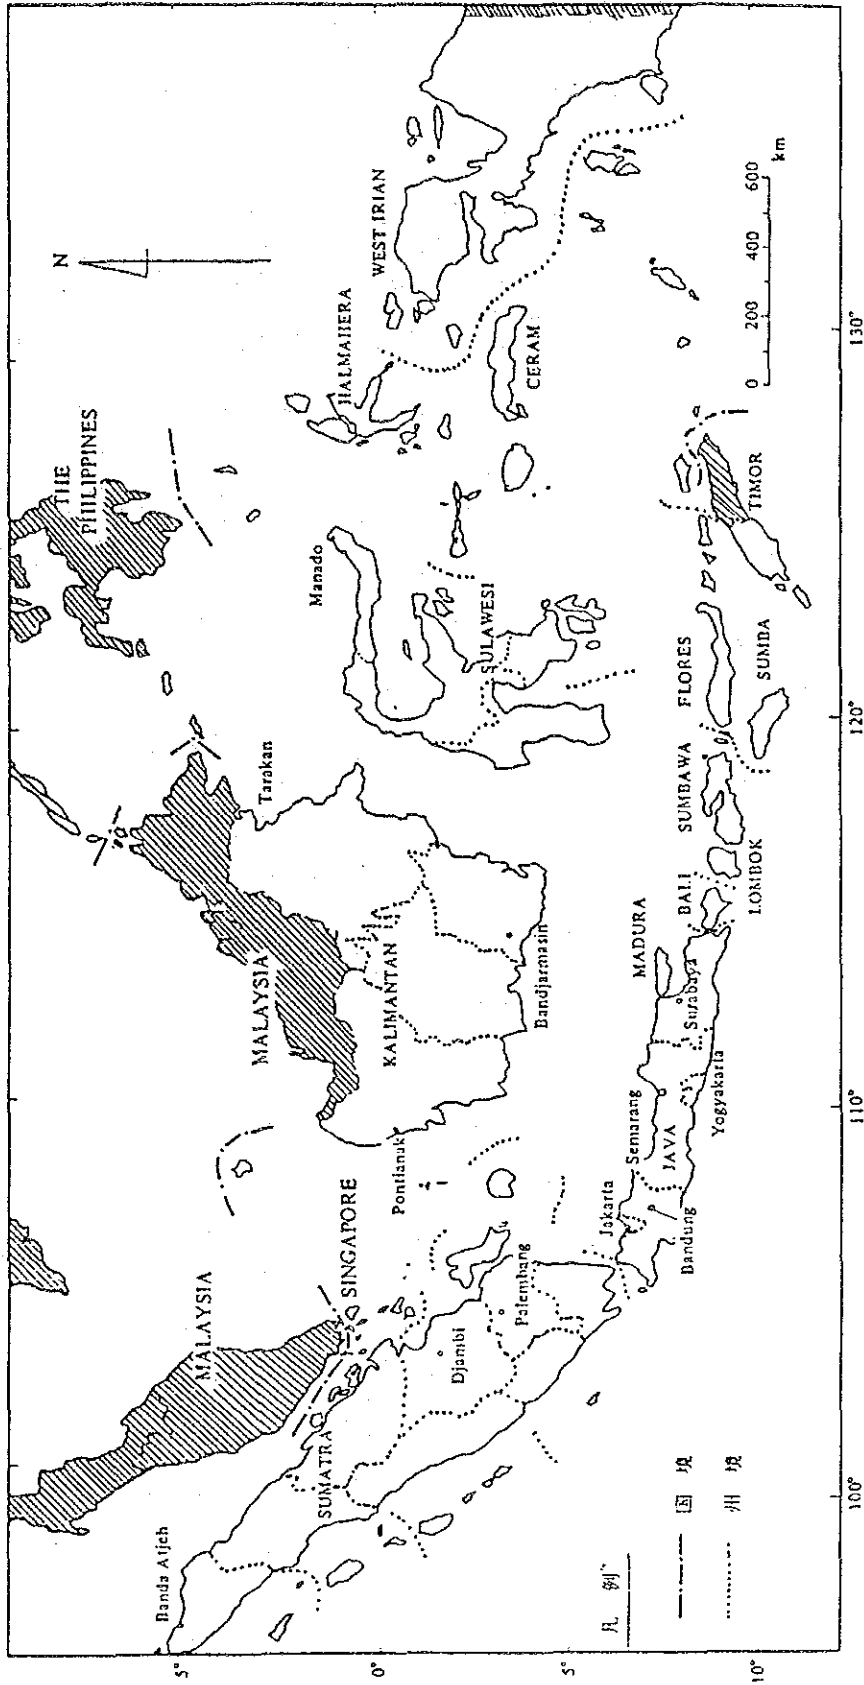 N
THE
PHILIPPINES
MALAYSIA
MALAYSIA
SINGAPORE
Banda Atjeh
SUMATRA
Djambi
Palembang
Pontianak
KALIMANTAN
Tarakan
Bandjarmasin
Manado
SULAWESI
HALMAHERA
WEST IRIAN
CERAM
Jakarta
Bandung
Semarang
JAVA
Yogyakarta
Surabaya
MADURA
BALI
LOMBOK
SUMBAWA
FLORES
SUMBA
TIMOR
0 200 400 600
km
5°
0°
5°
10°
100°
110°
120°
130°
凡 例
国 境
州 境